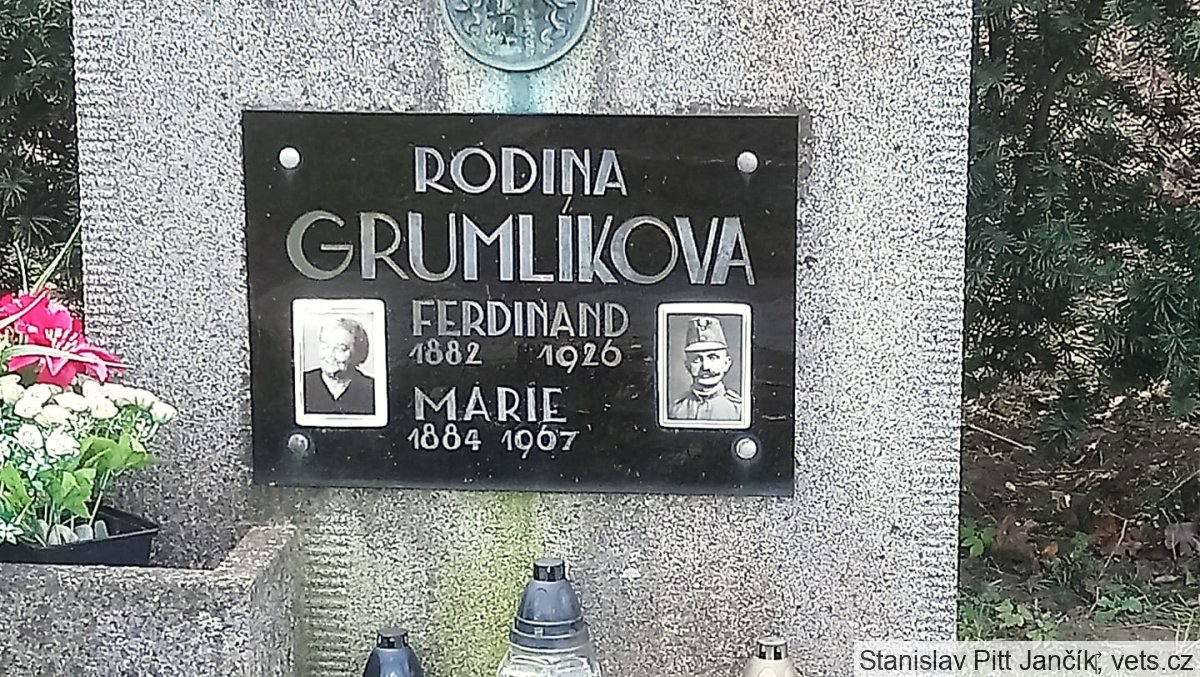 RODINA
GRUMLÍKOVA
FERDINAND
1882 1926
MARIE
1884 1967
Stanislav Pitt Jančík, vets.cz